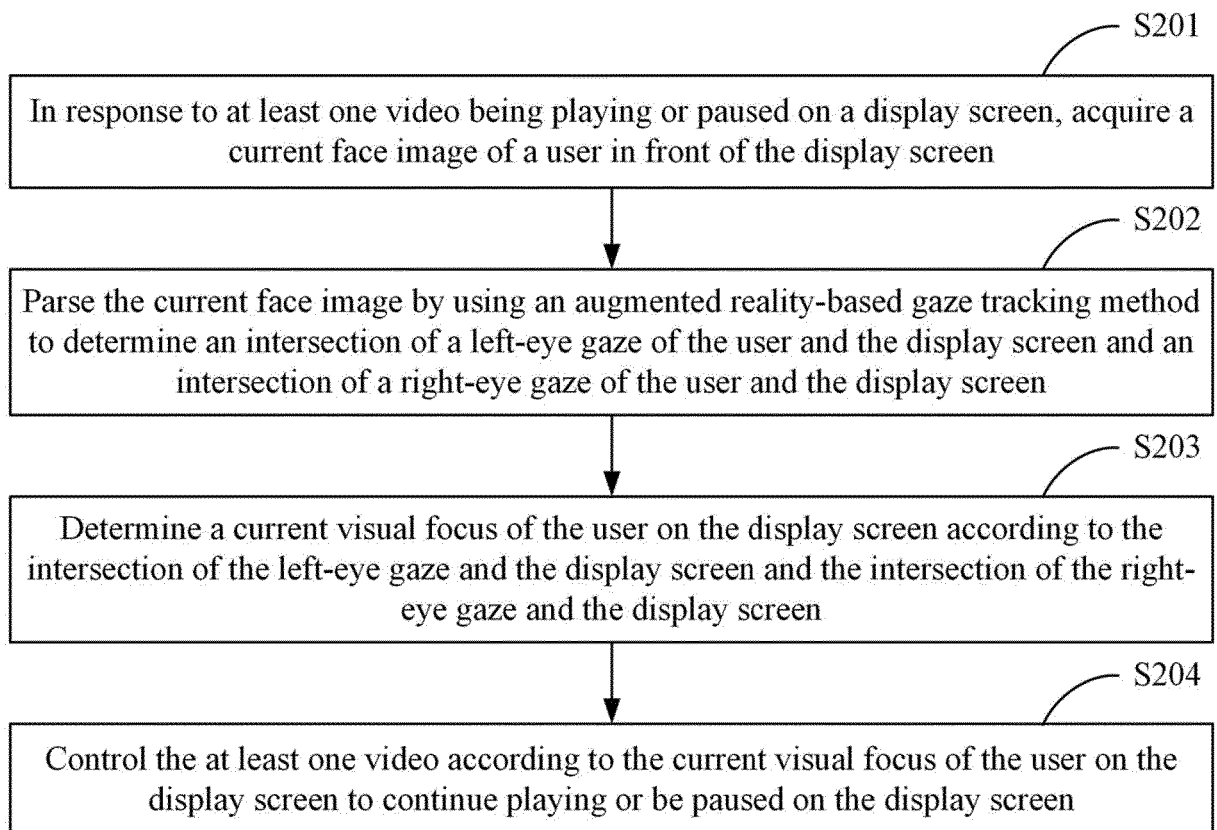 S201
In response to at least one video being playing or paused on a display screen, acquire a
current face image of a user in front of the display screen
S202
Parse the current face image by using an augmented reality-based gaze tracking method
to determine an intersection of a left-eye gaze of the user and the display screen and an
intersection of a right-eye gaze of the user and the display screen
S203
Determine a current visual focus of the user on the display screen according to the
intersection of the left-eye gaze and the display screen and the intersection of the right-
eye gaze and the display screen
S204
Control the at least one video according to the current visual focus of the user on the
display screen to continue playing or be paused on the display screen